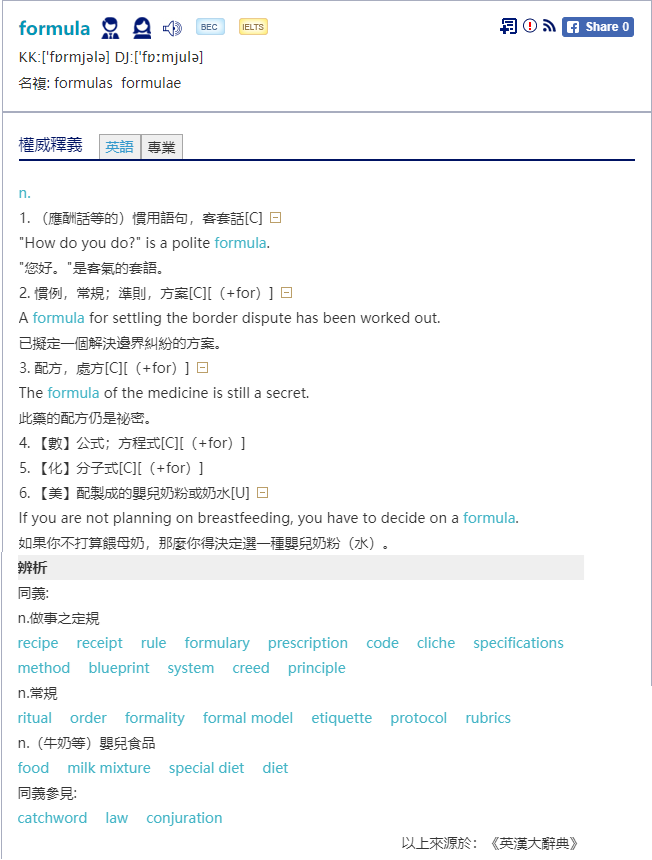 formula BEC IELTS Share 0
KK:[ˈfɒrmjələ] DJ:[ˈfɒːmjulə]
名複: formulas formulae
權威釋義 英語 專業
n.
1. （應酬話等的）慣用語句，客套話[C]
"How do you do?" is a polite formula.
"您好。"是客氣的套語。
2. 慣例，常規；準則，方案[C][（+for）]
A formula for settling the border dispute has been worked out.
已擬定一個解決邊界糾紛的方案。
3. 配方，處方[C][（+for）]
The formula of the medicine is still a secret.
此藥的配方仍是祕密。
4. 【數】公式；方程式[C][（+for）]
5. 【化】分子式[C][（+for）]
6. 【美】配製成的嬰兒奶粉或奶水[U]
If you are not planning on breastfeeding, you have to decide on a formula.
如果你不打算餵母奶，那麼你得決定選一種嬰兒奶粉（水）。
辨析
同義:
n.做事之定規
recipe receipt rule formulary prescription code cliche specifications
method blueprint system creed principle
n.常規
ritual order formality formal model etiquette protocol rubrics
n.（牛奶等）嬰兒食品
food milk mixture special diet diet
同義參見:
catchword law conjuration
以上來源於：《英漢大辭典》